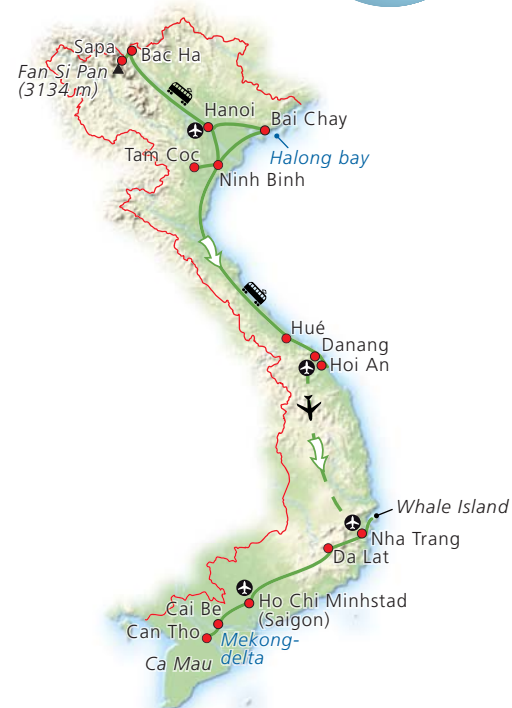 Sapa
Bac Ha
Fan Si Pan
(3134 m)
Hanoi
Bai Chay
Halong bay
Tam Coc
Ninh Binh
Hué
Danang
Hoi An
Whale Island
Nha Trang
Da Lat
Ho Chi Minhstad
(Saigon)
Cai Be
Can Tho
Mekong-
delta
Ca Mau